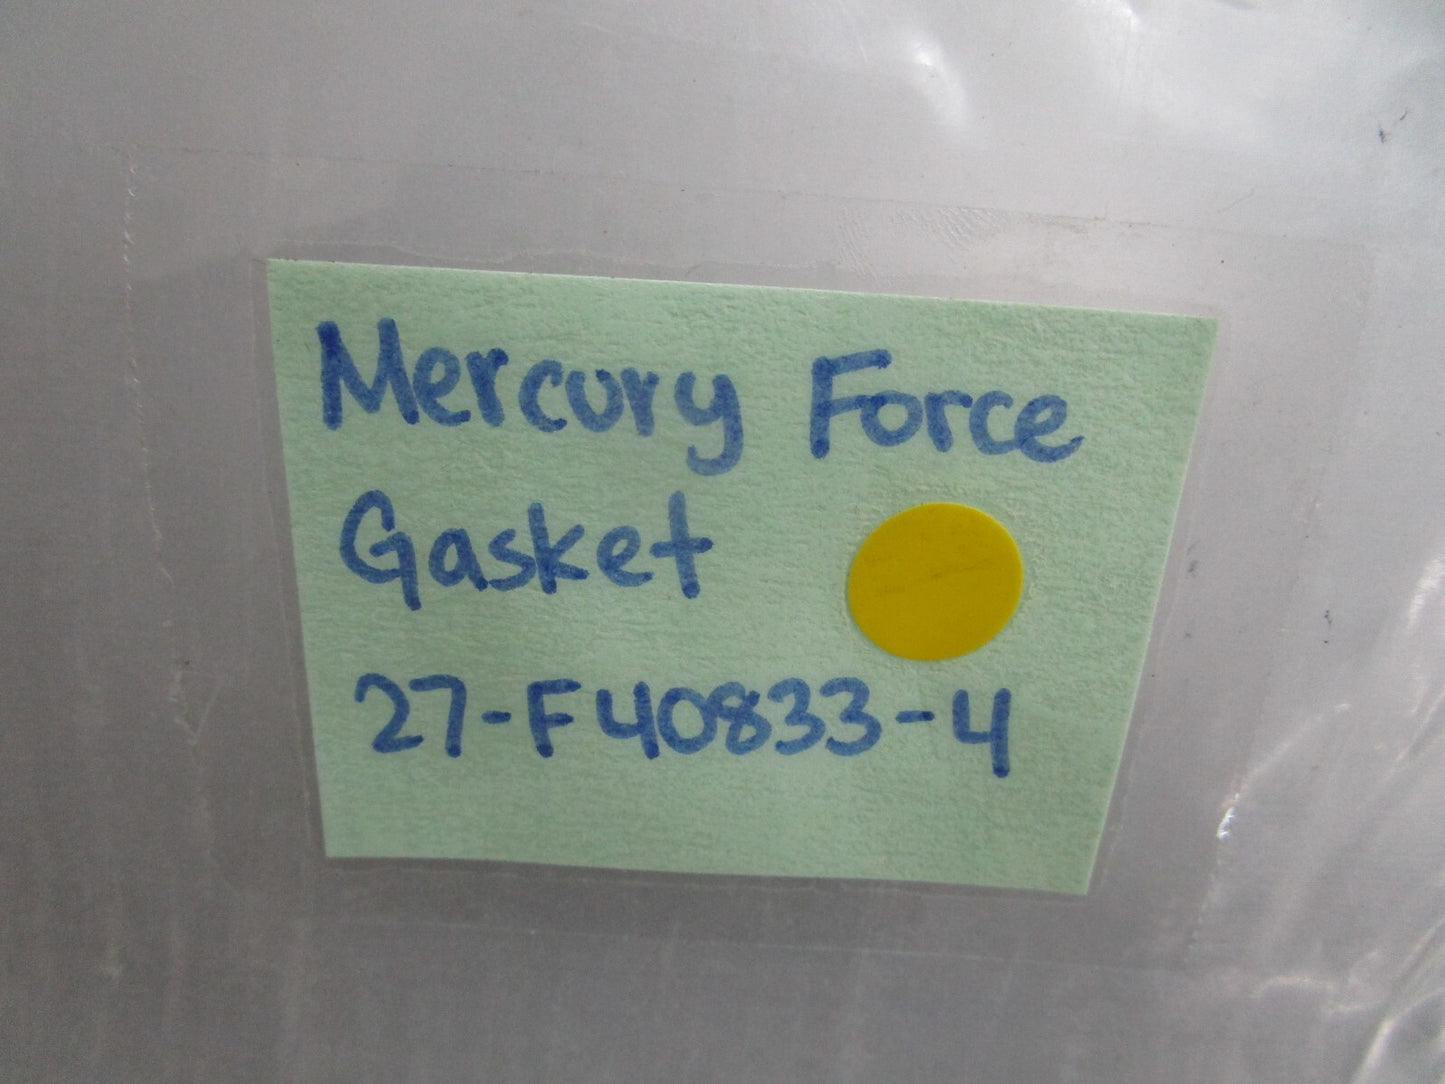 Mercury Force
Gasket
27-F40833-4